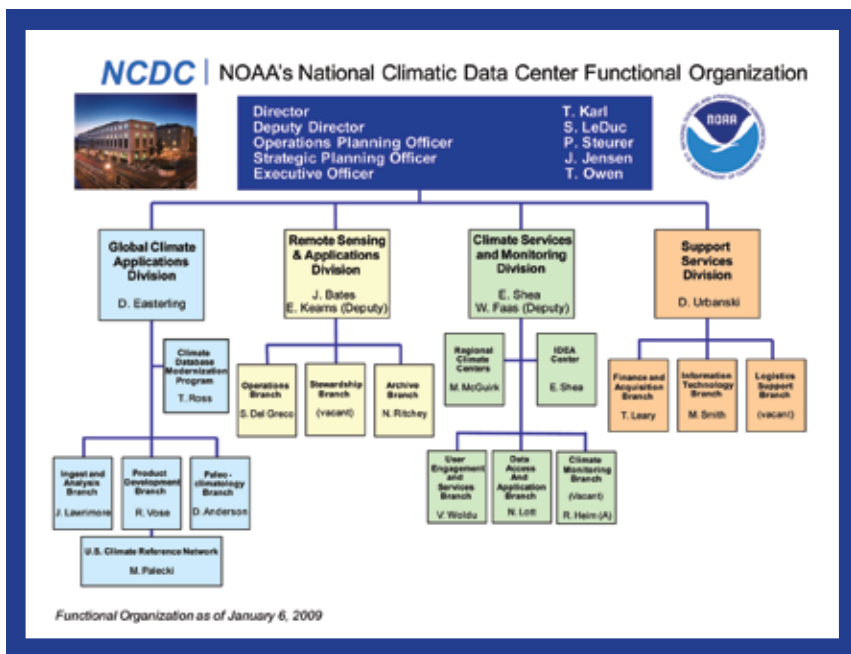 NCDC | NOAA's National Climatic Data Center Functional Organization
Director T. Karl
Deputy Director S. LeDuc
Operations Planning Officer P. Steurer
Strategic Planning Officer J. Jensen
Executive Officer T. Owen
NOAA
Global Climate
Applications
Division
D. Easterling
Remote Sensing
& Applications
Division
J. Bates
E. Kearns (Deputy)
Climate Services
and Monitoring
Division
E. Shea
W. Faas (Deputy)
Support
Services
Division
D. Urbanski
Climate
Database
Modernization
Program
T. Ross
Operations
Branch
S. Del Greco
Stewardship
Branch
(vacant)
Archive
Branch
N. Ritchey
Regional
Climate
Centers
M. McGuirk
IDEA
Center
E. Shea
Finance and
Acquisition
Branch
T. Leary
Information
Technology
Branch
M. Smith
Logistics
Support
Branch
(vacant)
Ingest and
Analysis
Branch
J. Lawrimore
Product
Development
Branch
R. Vose
Paleo-
climatology
Branch
D. Anderson
User
Engagement
and
Services
Branch
V. Woldu
Data
Access
And
Application
Branch
N. Lott
Climate
Monitoring
Branch
(Vacant)
R. Heim (A)
U.S. Climate Reference Network
M. Palecki
Functional Organization as of January 6, 2009